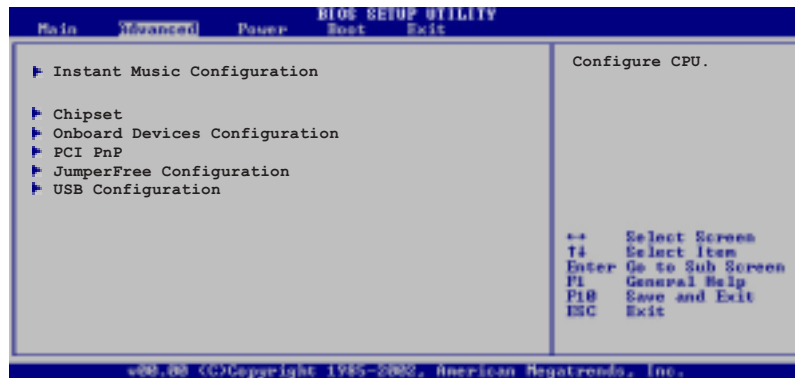 BIOS SETUP UTILITY
Main Advanced Power Boot Exit
Instant Music Configuration
Chipset
Onboard Devices Configuration
PCI PnP
JumperFree Configuration
USB Configuration
Configure CPU.
←→ Select Screen
↑↓ Select Item
Enter Go to Sub Screen
F1 General Help
F10 Save and Exit
ESC Exit
v00.00 (C)Copyright 1985-2002, American Megatrends, Inc.